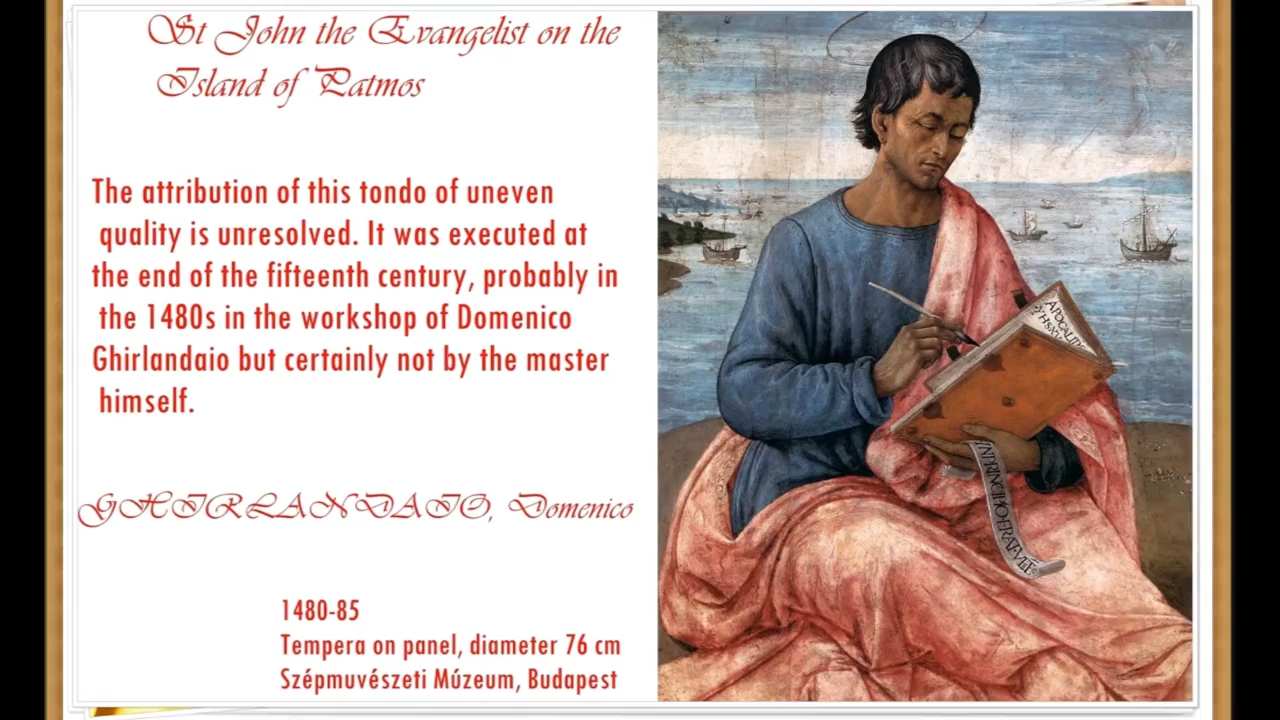 St John the Evangelist on the
Island of Patmos
The attribution of this tondo of uneven
quality is unresolved. It was executed at
the end of the fifteenth century, probably in
the 1480s in the workshop of Domenico
Ghirlandaio but certainly not by the master
himself.
GHIRLANDAIO, Domenico
1480-85
Tempera on panel, diameter 76 cm
Szépmuvészeti Múzeum, Budapest